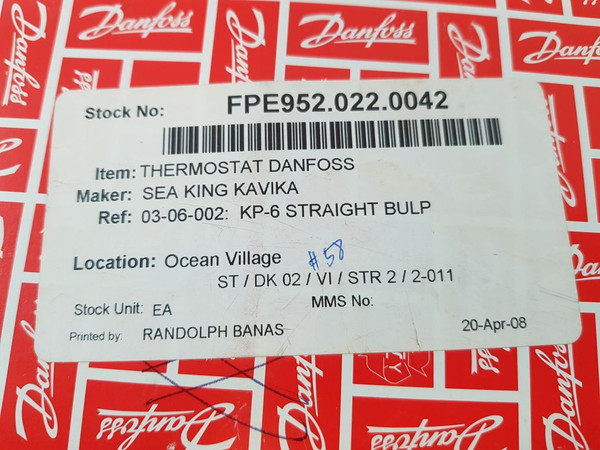 Danfoss
Danfoss
Danfoss
Danfoss
Stock No: FPE952.022.0042
Item: THERMOSTAT DANFOSS
Maker: SEA KING KAVIKA
Ref: 03-06-002: KP-6 STRAIGHT BULP
Location: Ocean Village #58
ST / DK 02 / VI / STR 2 / 2-011
Stock Unit: EA MMS No:
Printed by: RANDOLPH BANAS 20-Apr-08
Danfoss
Danfoss
Danfoss
Danfoss